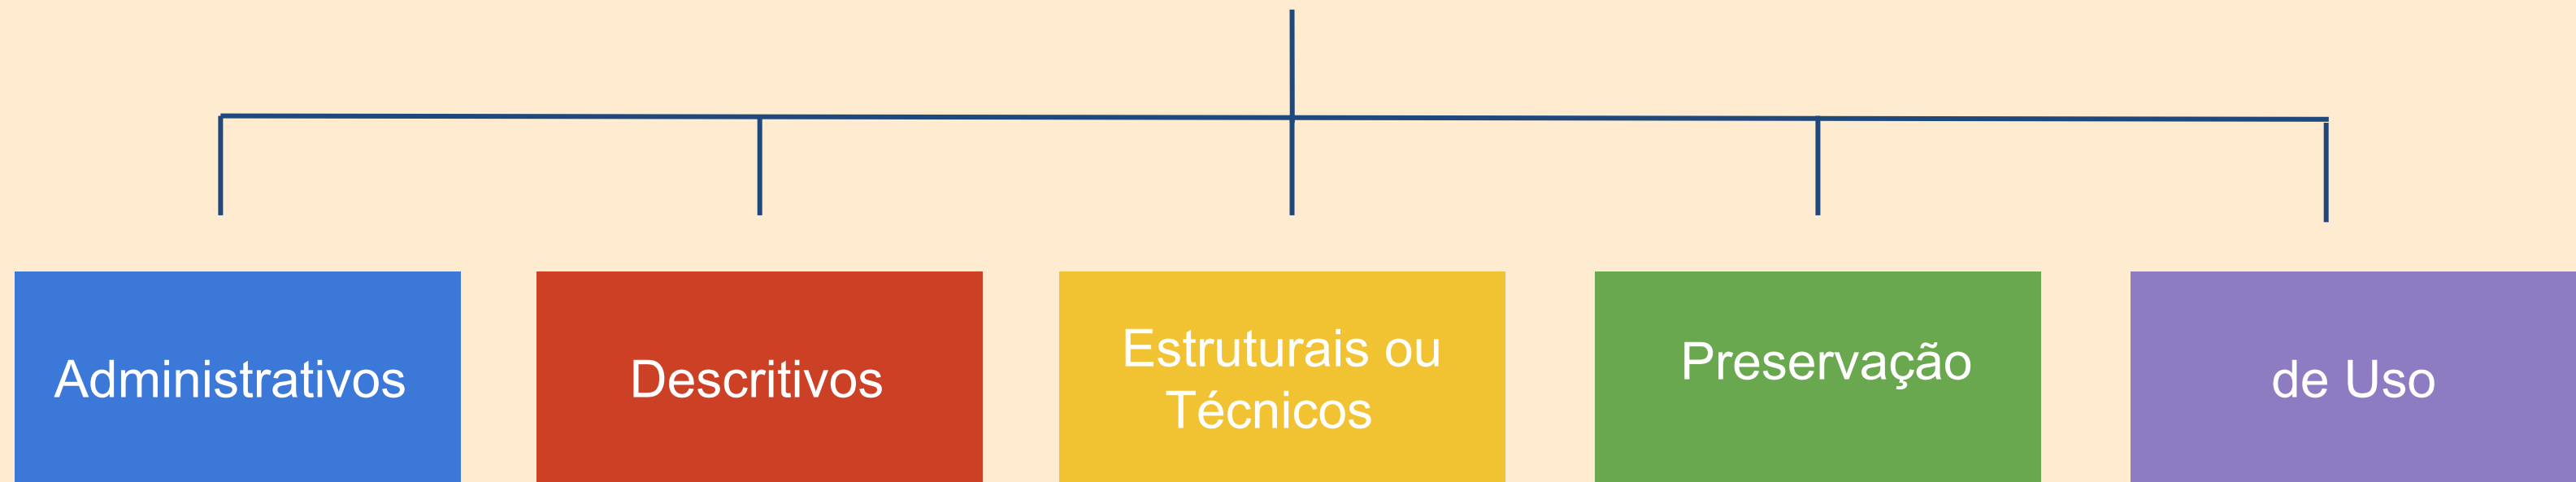 Administrativos
Descritivos
Estruturais ou
Técnicos
Preservação
de Uso